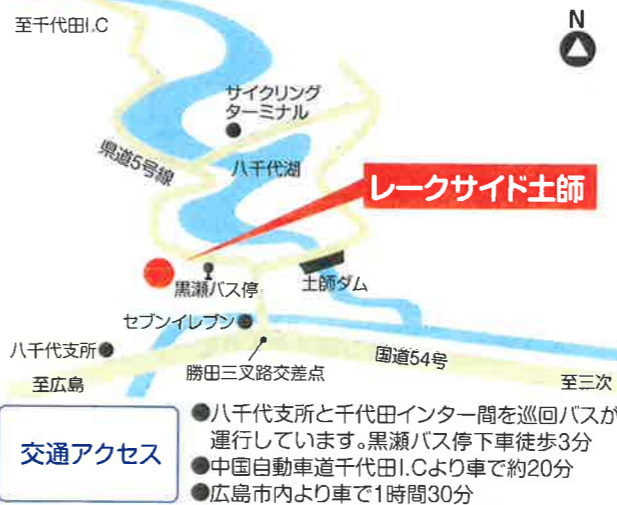 至千代田I.C
N
サイクリング
ターミナル
県道5号線
八千代湖
レークサイド土師
黒瀬バス停
土師ダム
セブンイレブン
八千代支所
国道54号
勝田三叉路交差点
至広島
至三次
交通アクセス
●八千代支所と千代田インター間を巡回バスが
運行しています。黒瀬バス停下車徒歩3分
●中国自動車道千代田I.Cより車で約20分
●広島市内より車で1時間30分